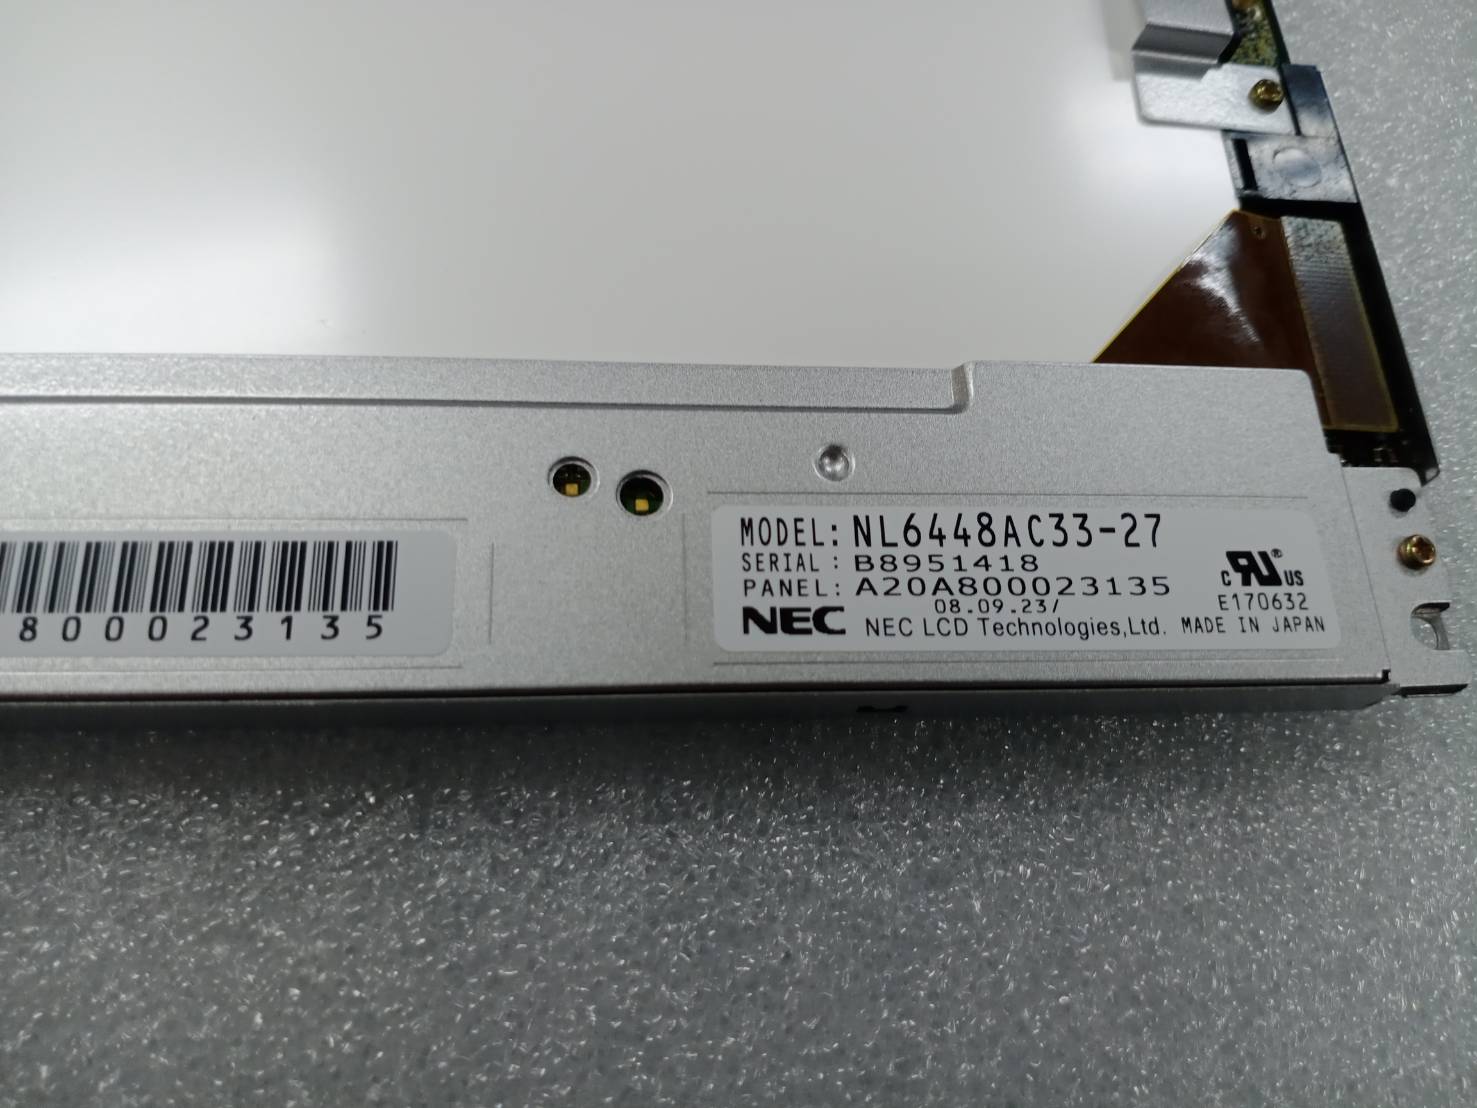 800023135
MODEL: NL6448AC33-27
SERIAL: B8951418
PANEL: A20A800023135
08.09.23/
NEC NEC LCD Technologies,Ltd.
c RU® US
E170632
MADE IN JAPAN